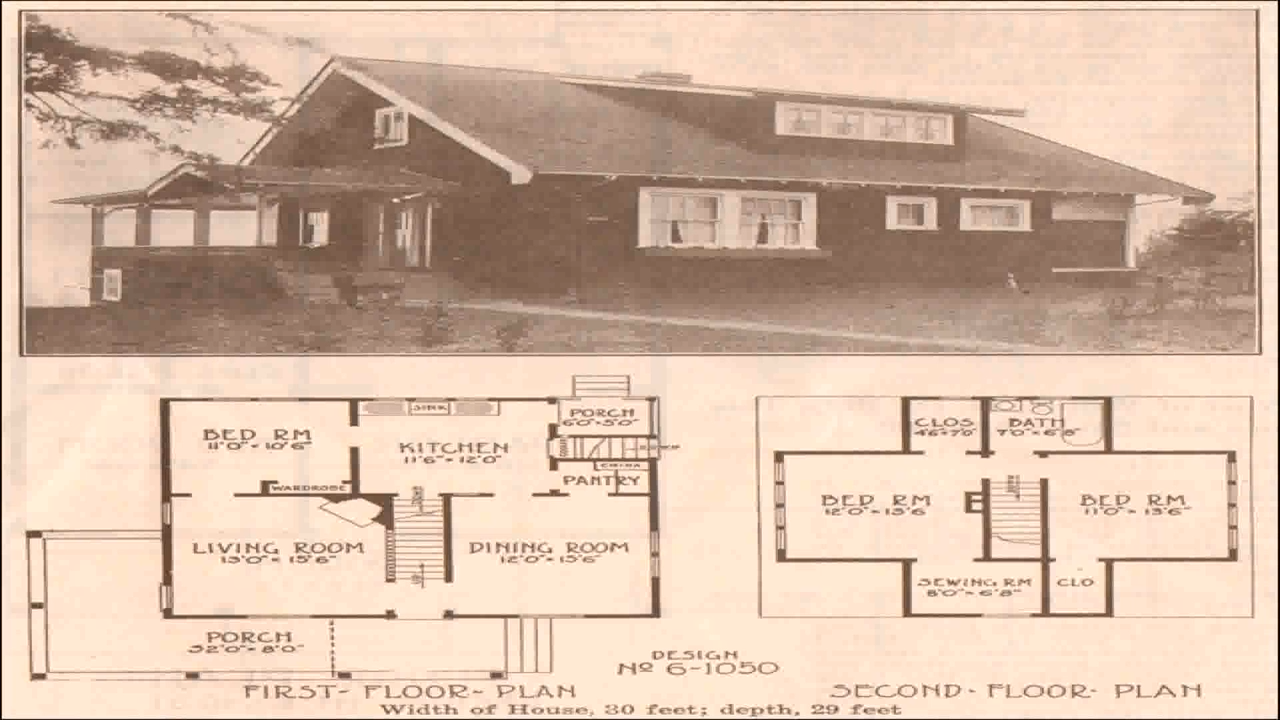 BED RM
11'0" = 10'6"
WARDROBE
SINK
KITCHEN
11'6" = 12'0"
PORCH
6'0" = 5'0"
DOWN
CHINA
PANTRY
LIVING ROOM
13'0" = 15'6"
UP
DINING ROOM
12'0" = 15'6"
PORCH
32'0" = 8'0"
FIRST-FLOOR-PLAN
CLOS
4'6" = 7'0"
BATH
7'0" = 6'8"
BED RM
12'0" = 13'6"
BED RM
11'0" = 13'6"
SEWING RM
8'0" = 6'8"
CLO
SECOND-FLOOR-PLAN
DESIGN
Nº 6-1050
Width of House, 30 feet; depth, 29 feet